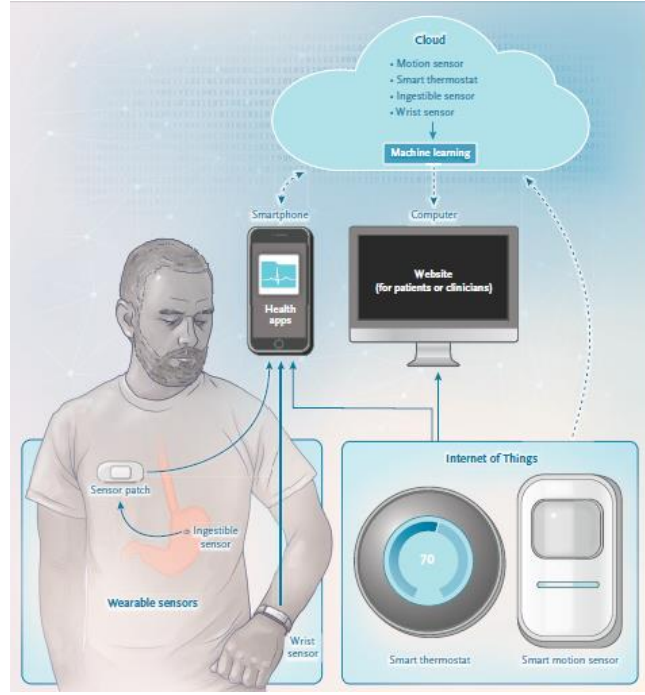 Cloud
• Motion sensor
• Smart thermostat
• Ingestible sensor
• Wrist sensor
Machine learning
Smartphone
Computer
Health
apps
Website
(for patients or clinicians)
Internet of Things
Sensor patch
Ingestible
sensor
70
Wearable sensors
Wrist
sensor
Smart thermostat
Smart motion sensor